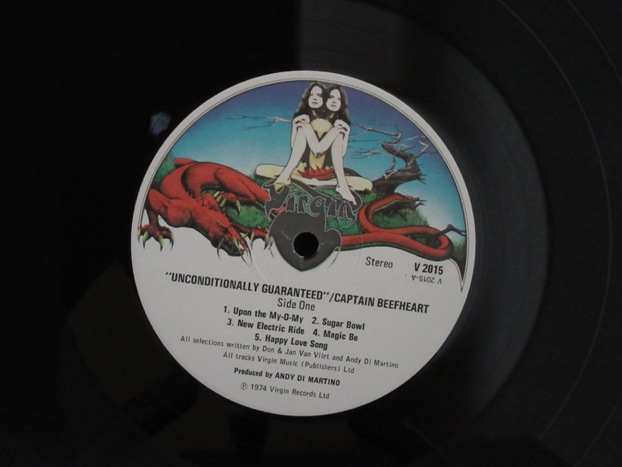 Virgin
Stereo V 2015
V 2015-A
"UNCONDITIONALLY GUARANTEED"/CAPTAIN BEEFHEART
Side One
1. Upon the My-O-My 2. Sugar Bowl
3. New Electric Ride 4. Magic Be
5. Happy Love Song
All selections written by Don & Jan Van Vliet and Andy Di Martino
All tracks Virgin Music (Publishers) Ltd
Produced by ANDY DI MARTINO
℗ 1974 Virgin Records Ltd